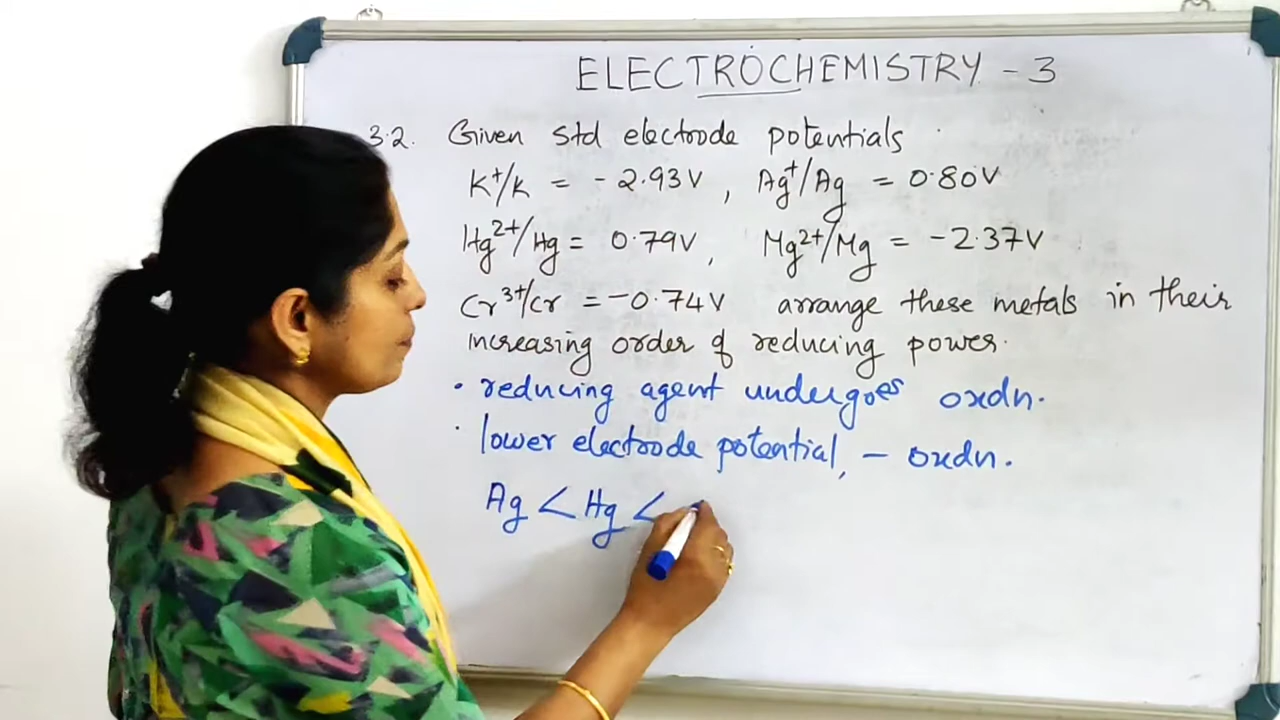 ELECTROCHEMISTRY - 3
3.2. Given std electrode potentials
K⁺/K = -2.93V, Ag⁺/Ag = 0.80V
Hg²⁺/Hg = 0.79V, Mg²⁺/Mg = -2.37V
Cr³⁺/Cr = -0.74V arrange these metals in their
increasing order of reducing power.
• reducing agent undergoes oxdn.
• lower electrode potential, - oxdn.
Ag < Hg <